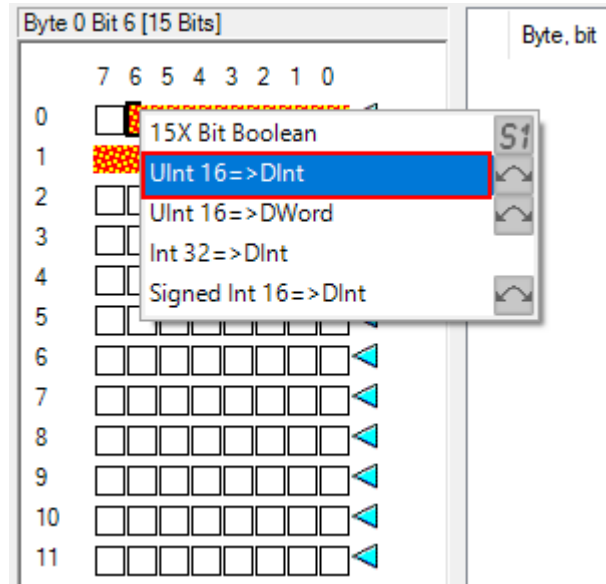 Byte 0 Bit 6 [15 Bits]
Byte, bit
7 6 5 4 3 2 1 0
0
15X Bit Boolean S1
1
UInt 16=>DInt
2
UInt 16=>DWord
3
Int 32=>DInt
4
Signed Int 16=>DInt
5
6
7
8
9
10
11